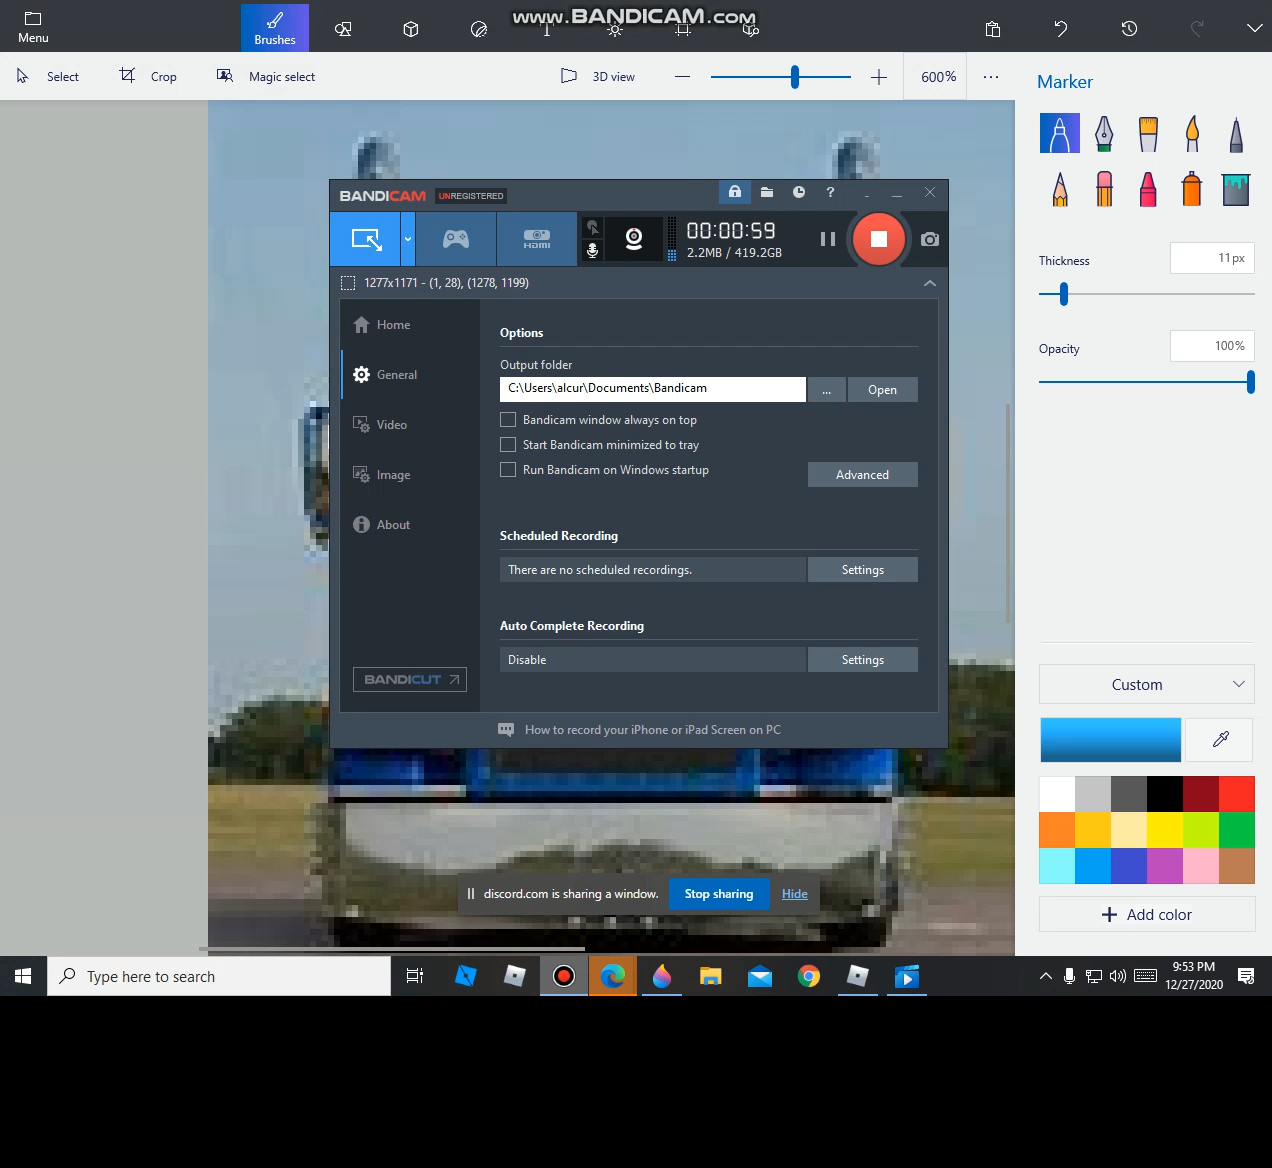 www.BANDICAM.com
Menu
Brushes
Select
Crop
Magic select
3D view
600%
Marker
Thickness
11px
Opacity
100%
BANDICAM UNREGISTERED
00:00:59
2.2MB / 419.2GB
HDMI
1277x1171 - (1, 28), (1278, 1199)
Home
General
Video
Image
About
BANDICUT
Options
Output folder
C:\Users\alcur\Documents\Bandicam
...
Open
Bandicam window always on top
Start Bandicam minimized to tray
Run Bandicam on Windows startup
Advanced
Scheduled Recording
There are no scheduled recordings.
Settings
Auto Complete Recording
Disable
Settings
How to record your iPhone or iPad Screen on PC
Custom
Add color
discord.com is sharing a window.
Stop sharing
Hide
Type here to search
9:53 PM
12/27/2020